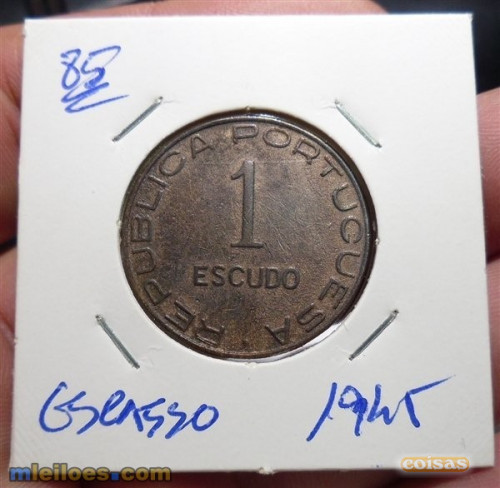 85
REPUBLICA PORTUGUESA
1
ESCUDO
ESCASSO
1945
mleiloes.com
coisas